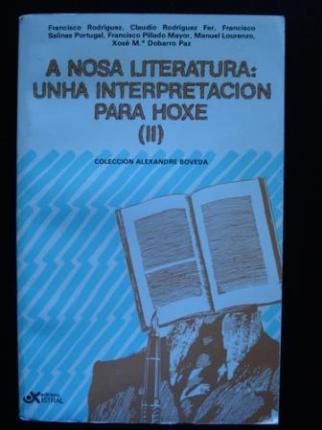 Francisco Rodríguez, Claudio Rodríguez Fer, Francisco
Salinas Portugal, Francisco Pillado Mayor, Manuel Lourenzo,
Xosé M.ª Dobarro Paz
A NOSA LITERATURA:
UNHA INTERPRETACION
PARA HOXE
(II)
COLECCION ALEXANDRE BOVEDA
XISTRAL